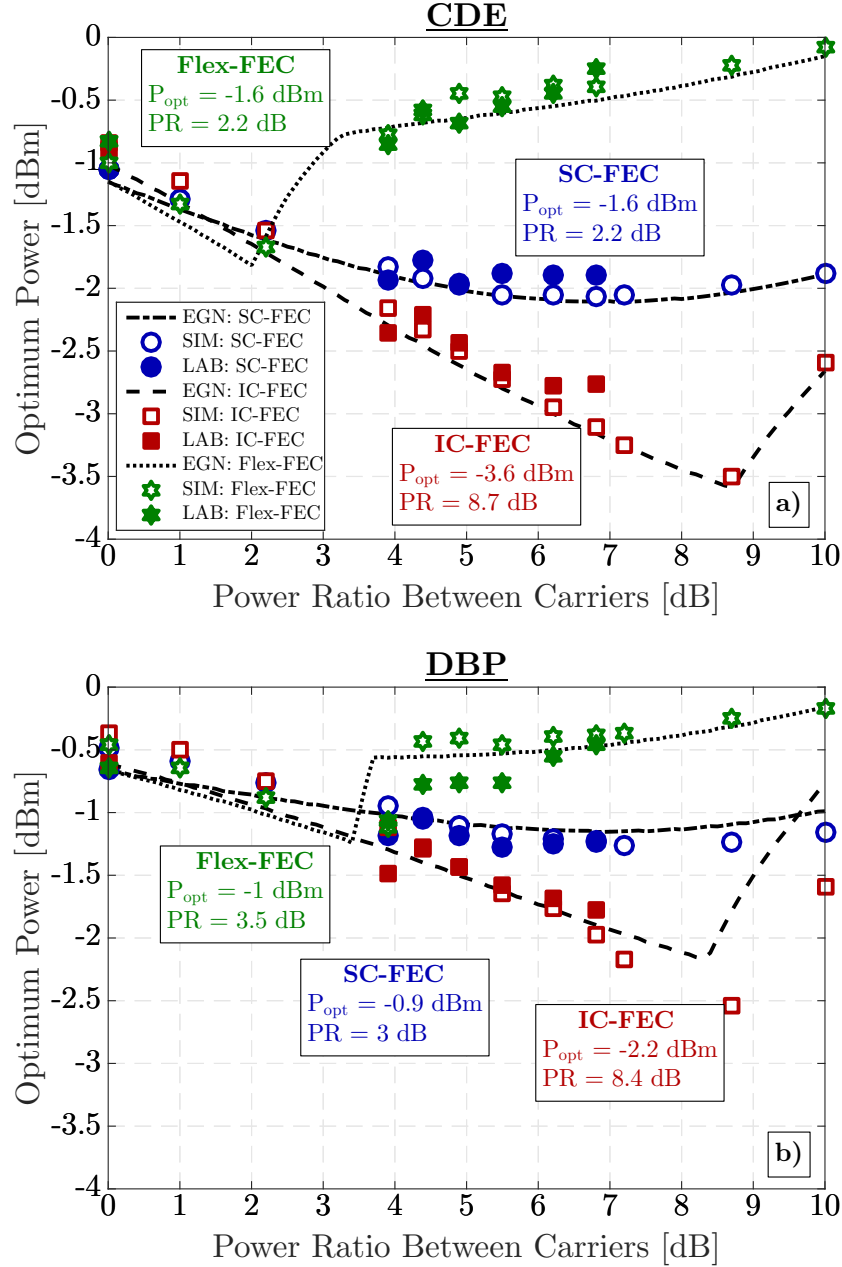 CDE
0
-0.5
-1
-1.5
-2
-2.5
-3
-3.5
-4
Optimum Power [dBm]
Flex-FEC
P_opt = -1.6 dBm
PR = 2.2 dB
SC-FEC
P_opt = -1.6 dBm
PR = 2.2 dB
EGN: SC-FEC
SIM: SC-FEC
LAB: SC-FEC
EGN: IC-FEC
SIM: IC-FEC
LAB: IC-FEC
EGN: Flex-FEC
SIM: Flex-FEC
LAB: Flex-FEC
IC-FEC
P_opt = -3.6 dBm
PR = 8.7 dB
a)
0 1 2 3 4 5 6 7 8 9 10
Power Ratio Between Carriers [dB]
DBP
0
-0.5
-1
-1.5
-2
-2.5
-3
-3.5
-4
Optimum Power [dBm]
Flex-FEC
P_opt = -1 dBm
PR = 3.5 dB
SC-FEC
P_opt = -0.9 dBm
PR = 3 dB
IC-FEC
P_opt = -2.2 dBm
PR = 8.4 dB
b)
0 1 2 3 4 5 6 7 8 9 10
Power Ratio Between Carriers [dB]